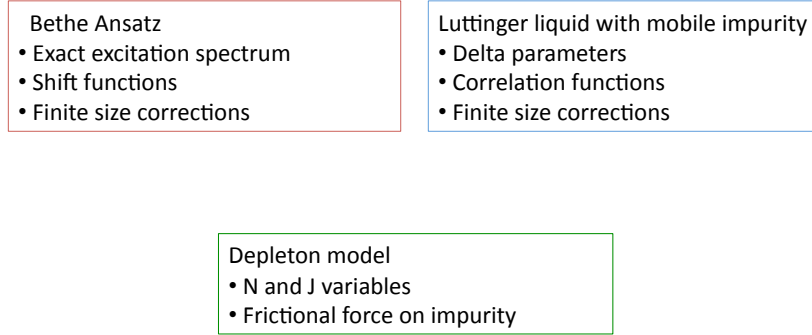 Bethe Ansatz
• Exact excitation spectrum
• Shift functions
• Finite size corrections
Luttinger liquid with mobile impurity
• Delta parameters
• Correlation functions
• Finite size corrections
Depleton model
• N and J variables
• Frictional force on impurity